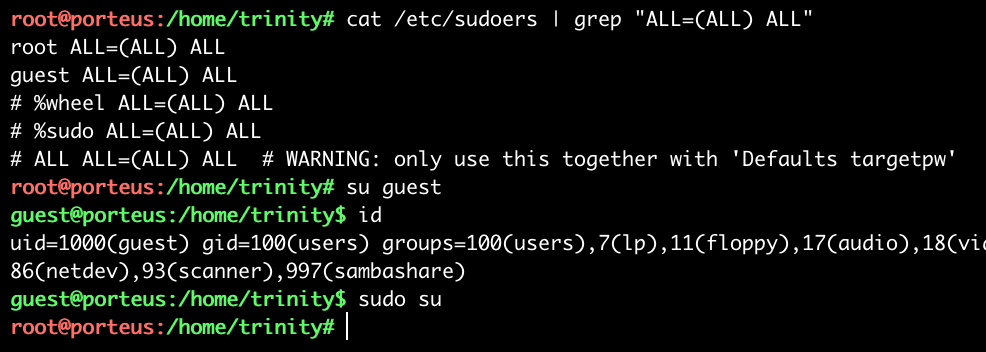 root@porteus:/home/trinity# cat /etc/sudoers | grep "ALL=(ALL) ALL"
root ALL=(ALL) ALL
guest ALL=(ALL) ALL
# %wheel ALL=(ALL) ALL
# %sudo ALL=(ALL) ALL
# ALL ALL=(ALL) ALL  # WARNING: only use this together with 'Defaults targetpw'
root@porteus:/home/trinity# su guest
guest@porteus:/home/trinity$ id
uid=1000(guest) gid=100(users) groups=100(users),7(lp),11(floppy),17(audio),18(vid
86(netdev),93(scanner),997(sambashare)
guest@porteus:/home/trinity$ sudo su
root@porteus:/home/trinity#